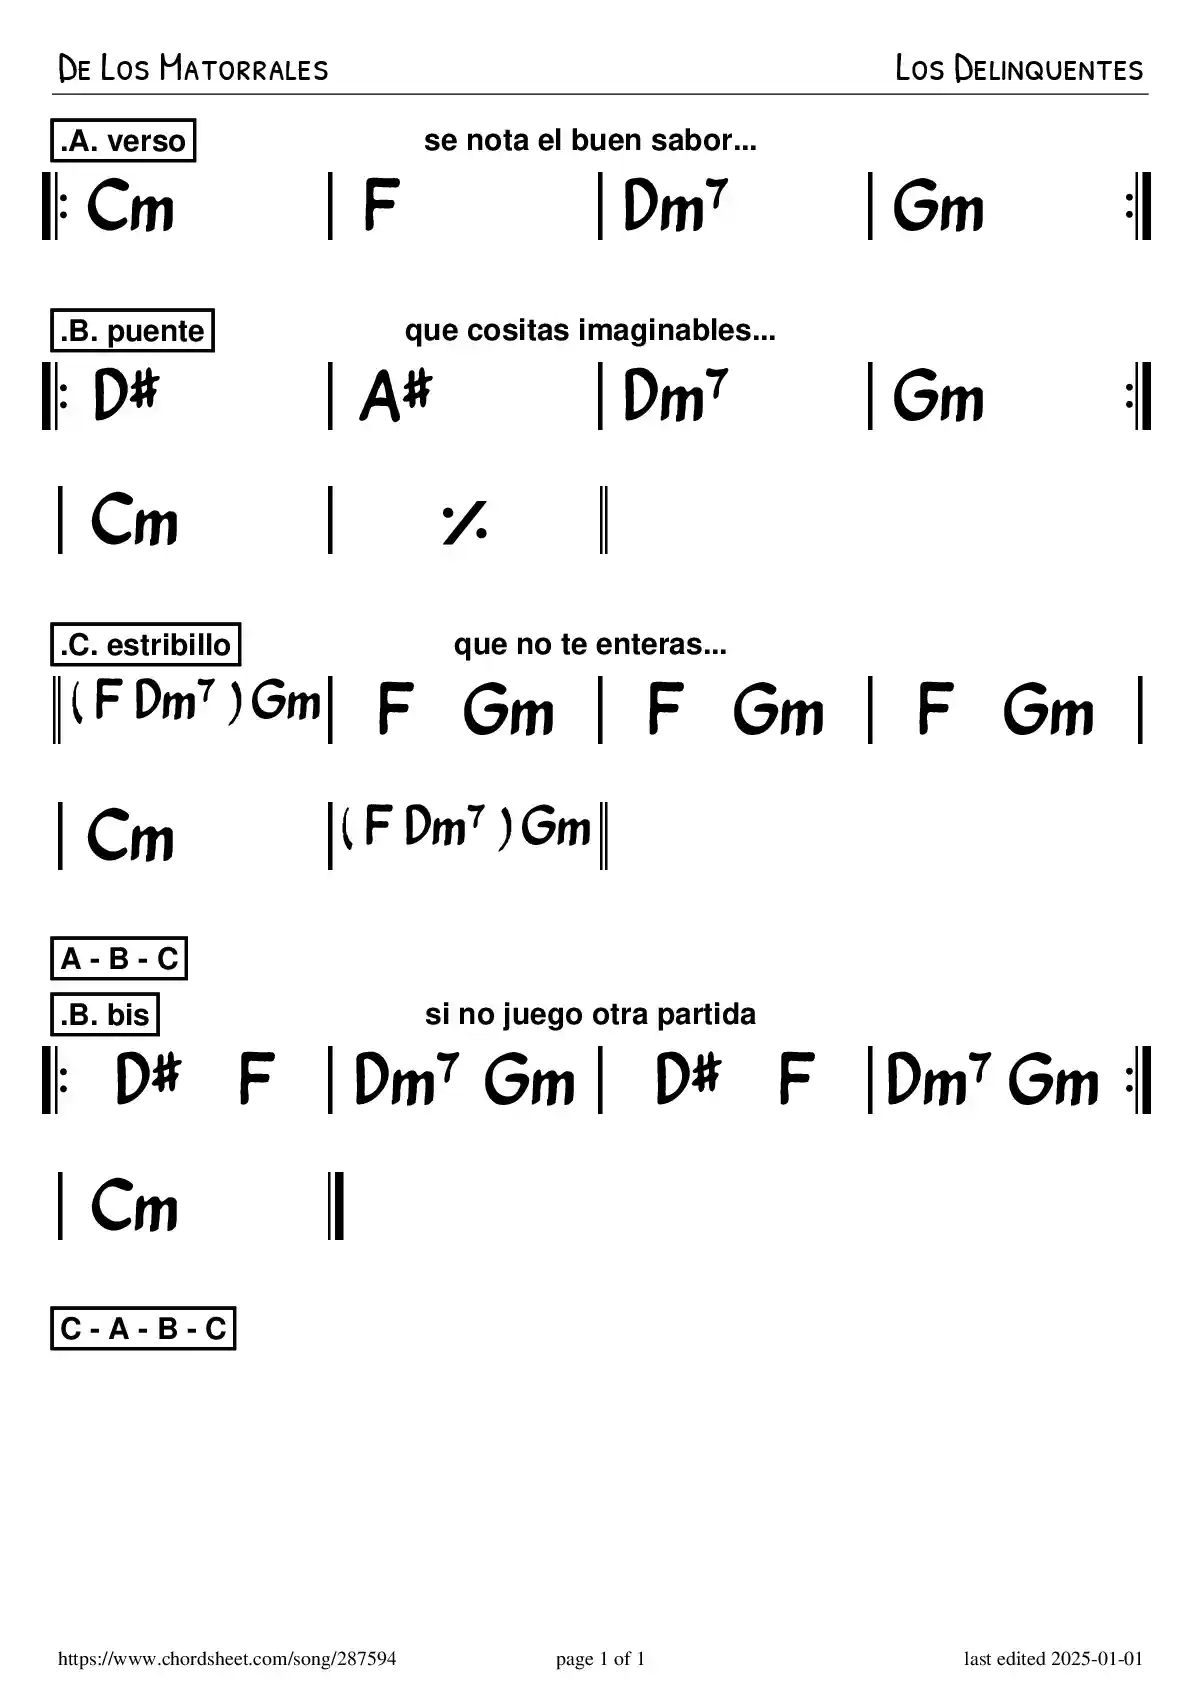 De Los Matorrales Los Delinquentes
.A. verso se nota el buen sabor...
Cm F Dm7 Gm
.B. puente que cositas imaginables...
D# A# Dm7 Gm
Cm ٪
.C. estribillo que no te enteras...
( F Dm7 ) Gm F Gm F Gm F Gm
Cm ( F Dm7 ) Gm
A - B - C
.B. bis si no juego otra partida
D# F Dm7 Gm D# F Dm7 Gm
Cm
C - A - B - C
https://www.chordsheet.com/song/287594 page 1 of 1 last edited 2025-01-01